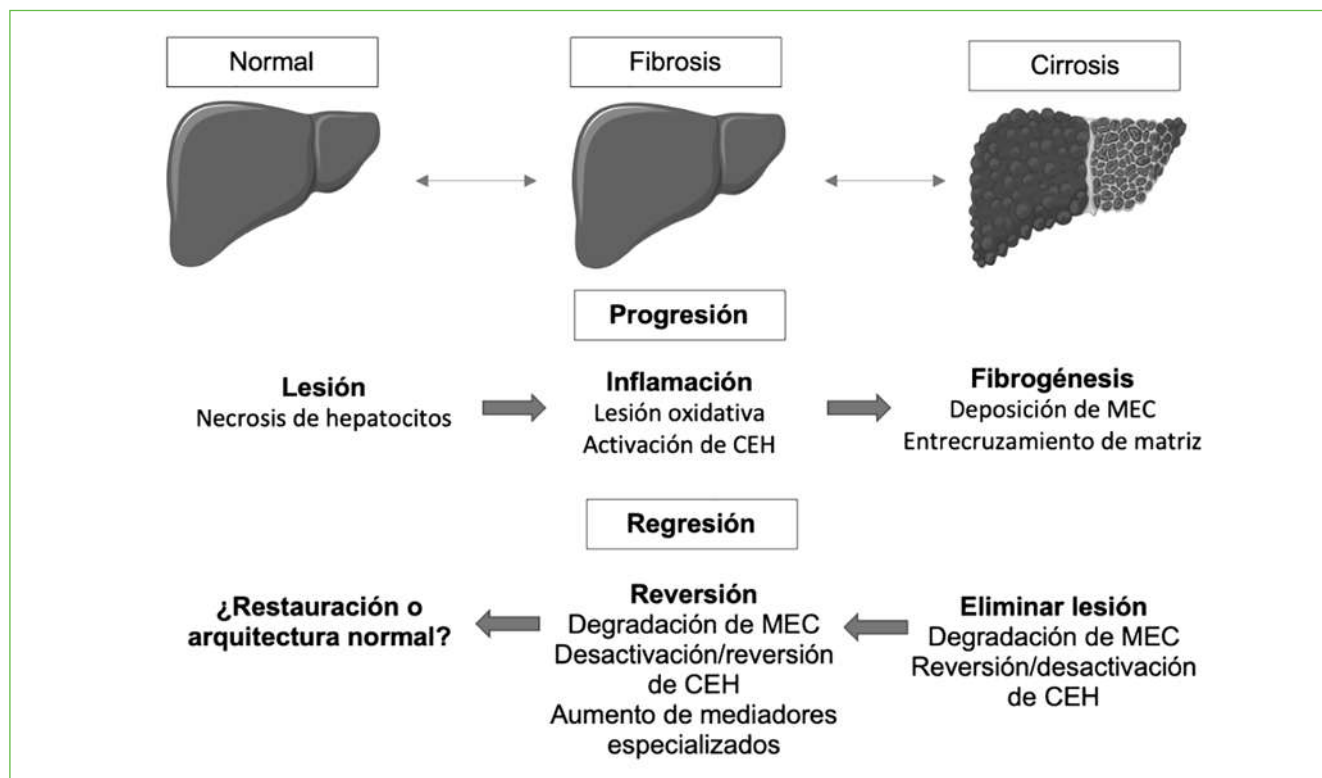 Normal
Fibrosis
Cirrosis
Progresión
Lesión
Necrosis de hepatocitos
Inflamación
Lesión oxidativa
Activación de CEH
Fibrogénesis
Deposición de MEC
Entrecruzamiento de matriz
Regresión
¿Restauración o
arquitectura normal?
Reversión
Degradación de MEC
Desactivación/reversión
de CEH
Aumento de mediadores
especializados
Eliminar lesión
Degradación de MEC
Reversión/desactivación
de CEH